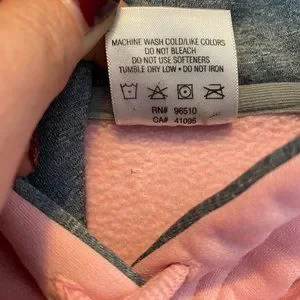 MACHINE WASH COLD/LIKE COLORS
DO NOT BLEACH
DO NOT USE SOFTENERS
TUMBLE DRY LOW • DO NOT IRON
RN# 96510
CA# 41095